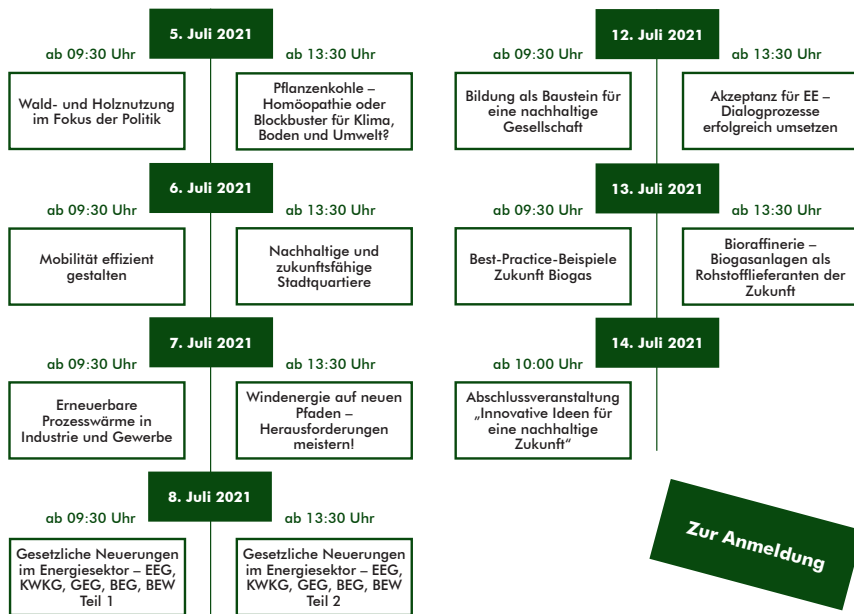 5. Juli 2021
ab 09:30 Uhr
Wald- und Holznutzung
im Fokus der Politik
ab 13:30 Uhr
Pflanzenkohle –
Homöopathie oder
Blockbuster für Klima,
Boden und Umwelt?
6. Juli 2021
ab 09:30 Uhr
Mobilität effizient
gestalten
ab 13:30 Uhr
Nachhaltige und
zukunftsfähige
Stadtquartiere
7. Juli 2021
ab 09:30 Uhr
Erneuerbare
Prozesswärme in
Industrie und Gewerbe
ab 13:30 Uhr
Windenergie auf neuen
Pfaden –
Herausforderungen
meistern!
8. Juli 2021
ab 09:30 Uhr
Gesetzliche Neuerungen
im Energiesektor – EEG,
KWKG, GEG, BEG, BEW
Teil 1
ab 13:30 Uhr
Gesetzliche Neuerungen
im Energiesektor – EEG,
KWKG, GEG, BEG, BEW
Teil 2
12. Juli 2021
ab 09:30 Uhr
Bildung als Baustein für
eine nachhaltige
Gesellschaft
ab 13:30 Uhr
Akzeptanz für EE –
Dialogprozesse
erfolgreich umsetzen
13. Juli 2021
ab 09:30 Uhr
Best-Practice-Beispiele
Zukunft Biogas
ab 13:30 Uhr
Bioraffinerie –
Biogasanlagen als
Rohstofflieferanten der
Zukunft
14. Juli 2021
ab 10:00 Uhr
Abschlussveranstaltung
„Innovative Ideen für
eine nachhaltige
Zukunft“
Zur Anmeldung